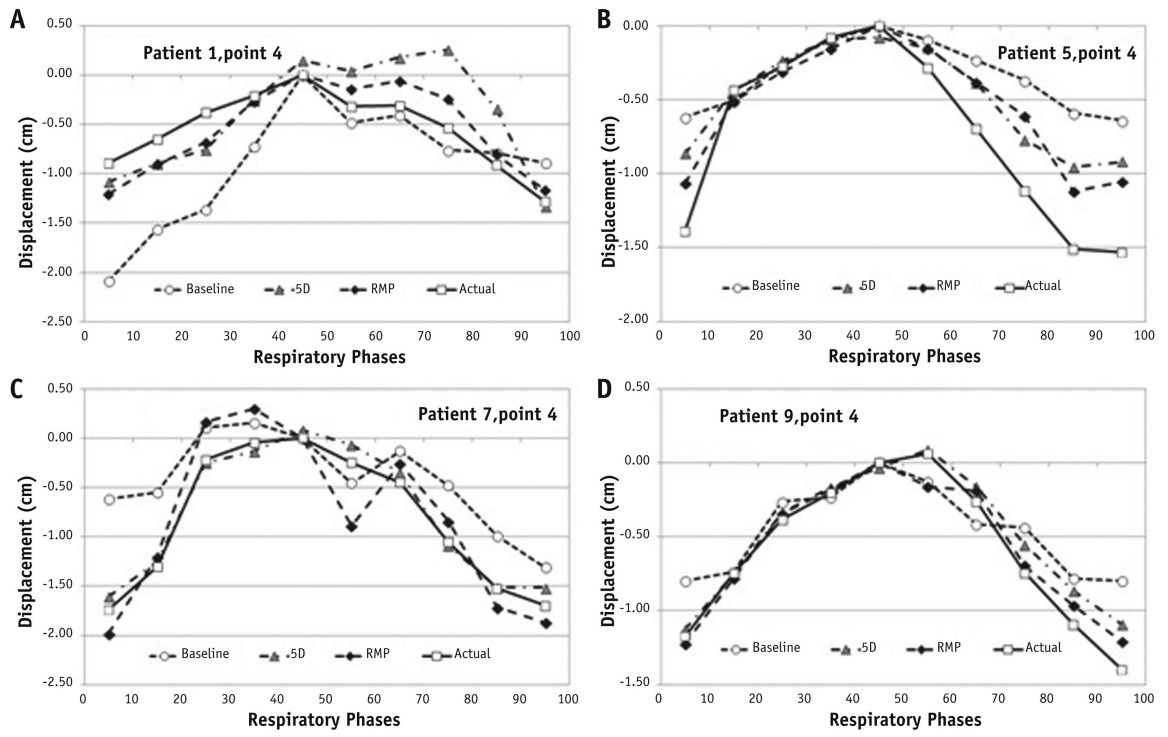 A
Patient 1,point 4
Displacement (cm)
0.50
0.00
-0.50
-1.00
-1.50
-2.00
-2.50
Baseline 5D RMP Actual
0 10 20 30 40 50 60 70 80 90 100
Respiratory Phases
B
Patient 5,point 4
Displacement (cm)
0.00
-0.50
-1.00
-1.50
-2.00
Baseline 5D RMP Actual
0 10 20 30 40 50 60 70 80 90 100
Respiratory Phases
C
Patient 7,point 4
Displacement (cm)
0.50
0.00
-0.50
-1.00
-1.50
-2.00
-2.50
Baseline 5D RMP Actual
0 10 20 30 40 50 60 70 80 90 100
Respiratory Phases
D
Patient 9,point 4
Displacement (cm)
0.50
0.00
-0.50
-1.00
-1.50
Baseline 5D RMP Actual
0 10 20 30 40 50 60 70 80 90 100
Respiratory Phases